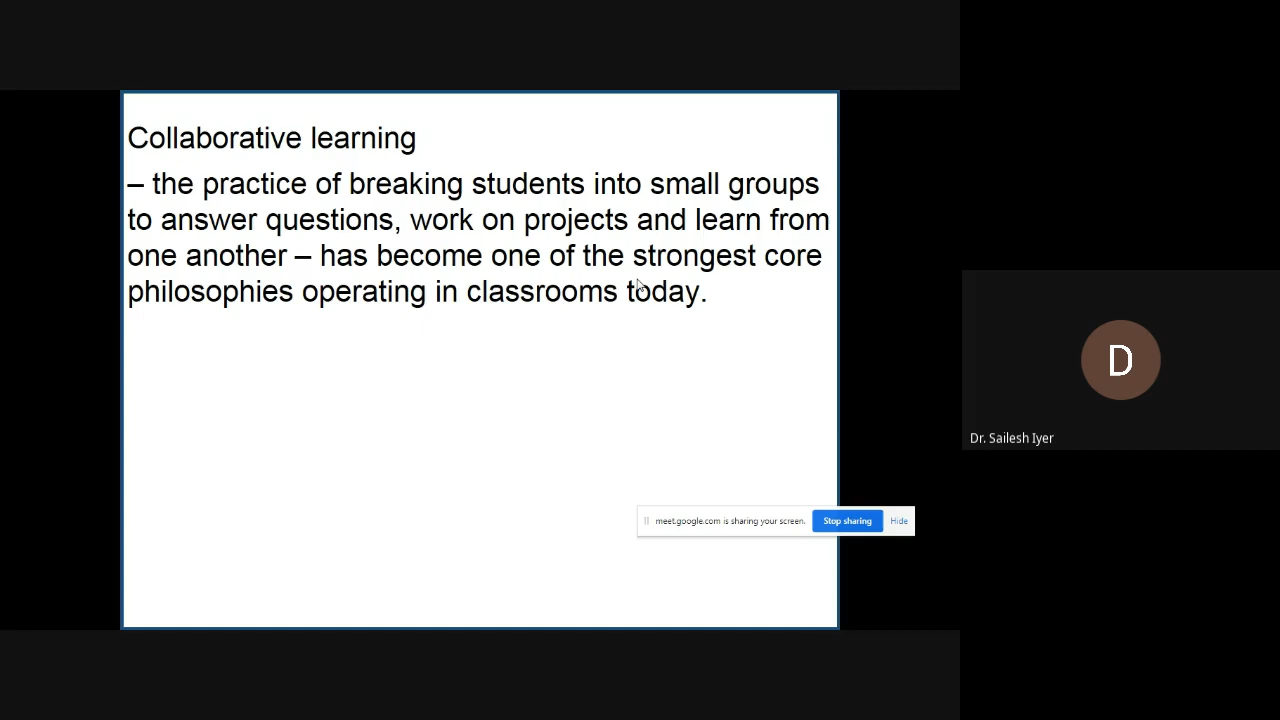 Collaborative learning
– the practice of breaking students into small groups
to answer questions, work on projects and learn from
one another – has become one of the strongest core
philosophies operating in classrooms today.
D
Dr. Sailesh Iyer
meet.google.com is sharing your screen. Stop sharing Hide